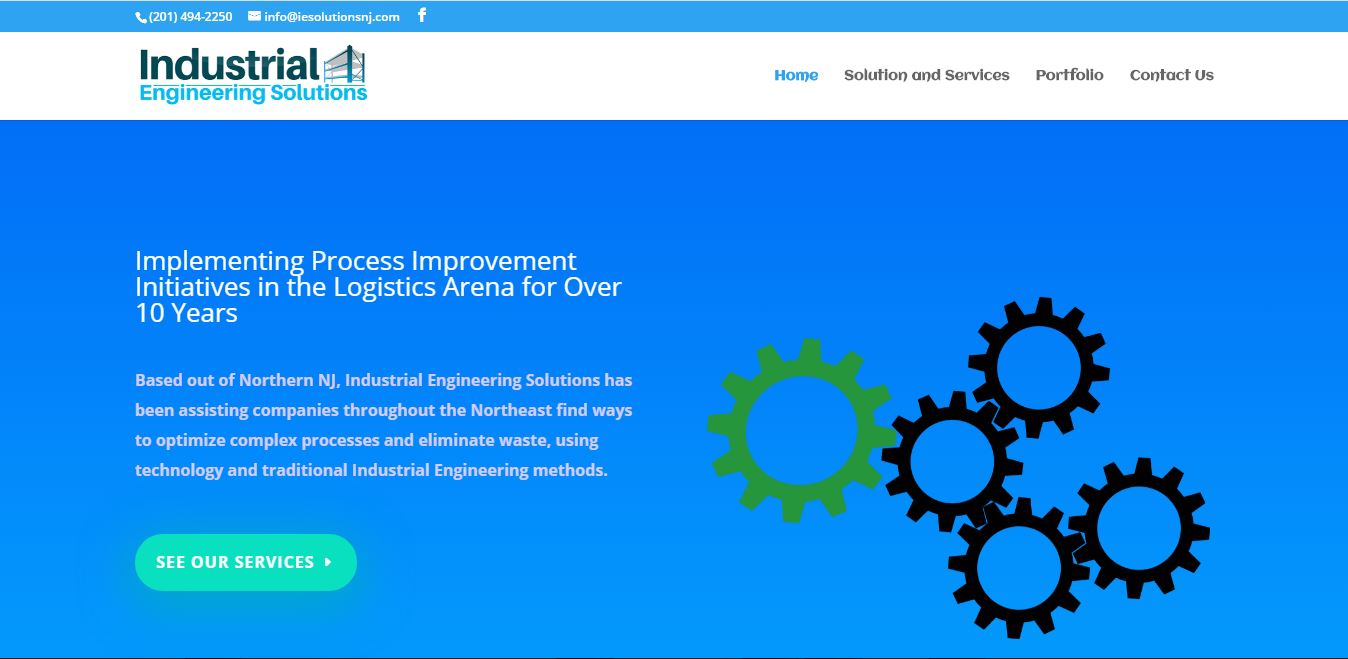 (201) 494-2250 info@iesolutionsnj.com
Industrial
Engineering Solutions
Home Solution and Services Portfolio Contact Us
Implementing Process Improvement
Initiatives in the Logistics Arena for Over
10 Years
Based out of Northern NJ, Industrial Engineering Solutions has
been assisting companies throughout the Northeast find ways
to optimize complex processes and eliminate waste, using
technology and traditional Industrial Engineering methods.
SEE OUR SERVICES